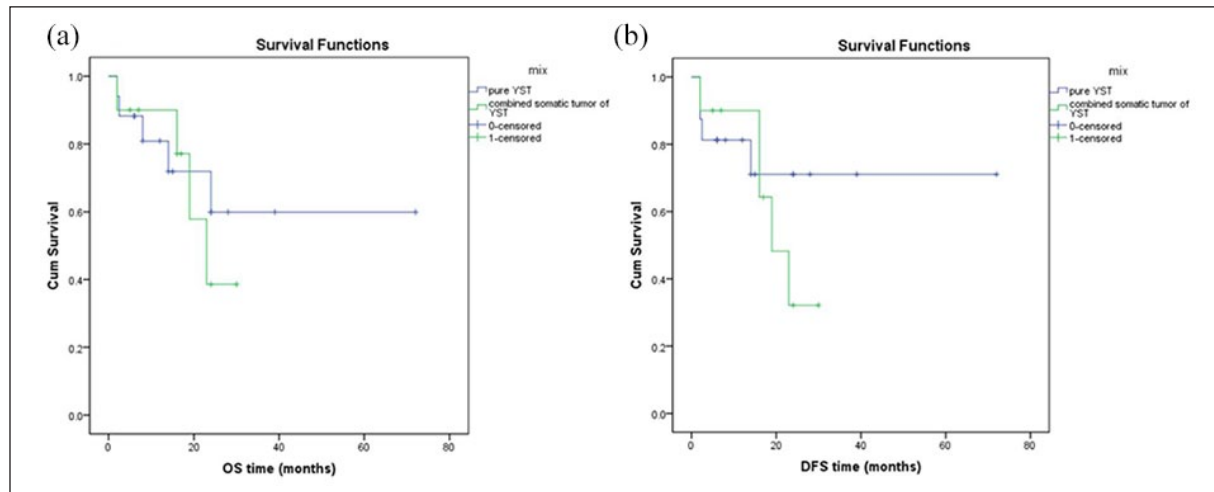 (a)
Survival Functions
mix
pure YST
combined somatic tumor of
YST
0-censored
1-censored
1.0
0.8
0.6
0.4
0.2
0.0
Cum Survival
0
20
40
60
80
OS time (months)
(b)
Survival Functions
mix
pure YST
combined somatic tumor of
YST
0-censored
1-censored
1.0
0.8
0.6
0.4
0.2
0.0
Cum Survival
0
20
40
60
80
DFS time (months)